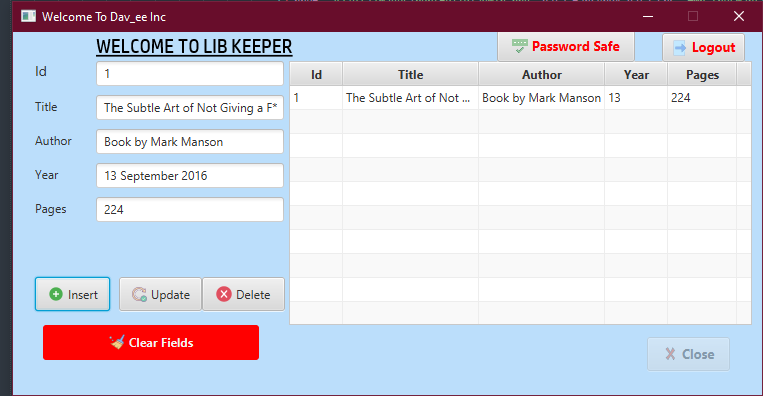 Welcome To Dav_ee Inc
WELCOME TO LIB KEEPER
Password Safe
Logout
Id
1
Title
The Subtle Art of Not Giving a F*
Author
Book by Mark Manson
Year
13 September 2016
Pages
224
Id Title Author Year Pages
1 The Subtle Art of Not ... Book by Mark Manson 13 224
Insert
Update
Delete
Clear Fields
Close